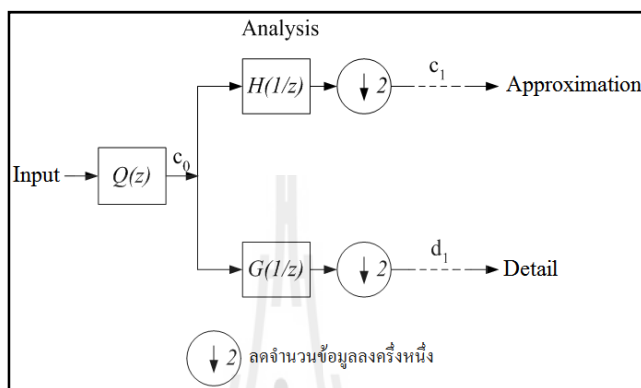 Analysis
H(1/z)
↓ 2
c₁
Approximation
Input
Q(z)
c₀
G(1/z)
↓ 2
d₁
Detail
↓ 2 ลดจำนวนข้อมูลลงครึ่งหนึ่ง